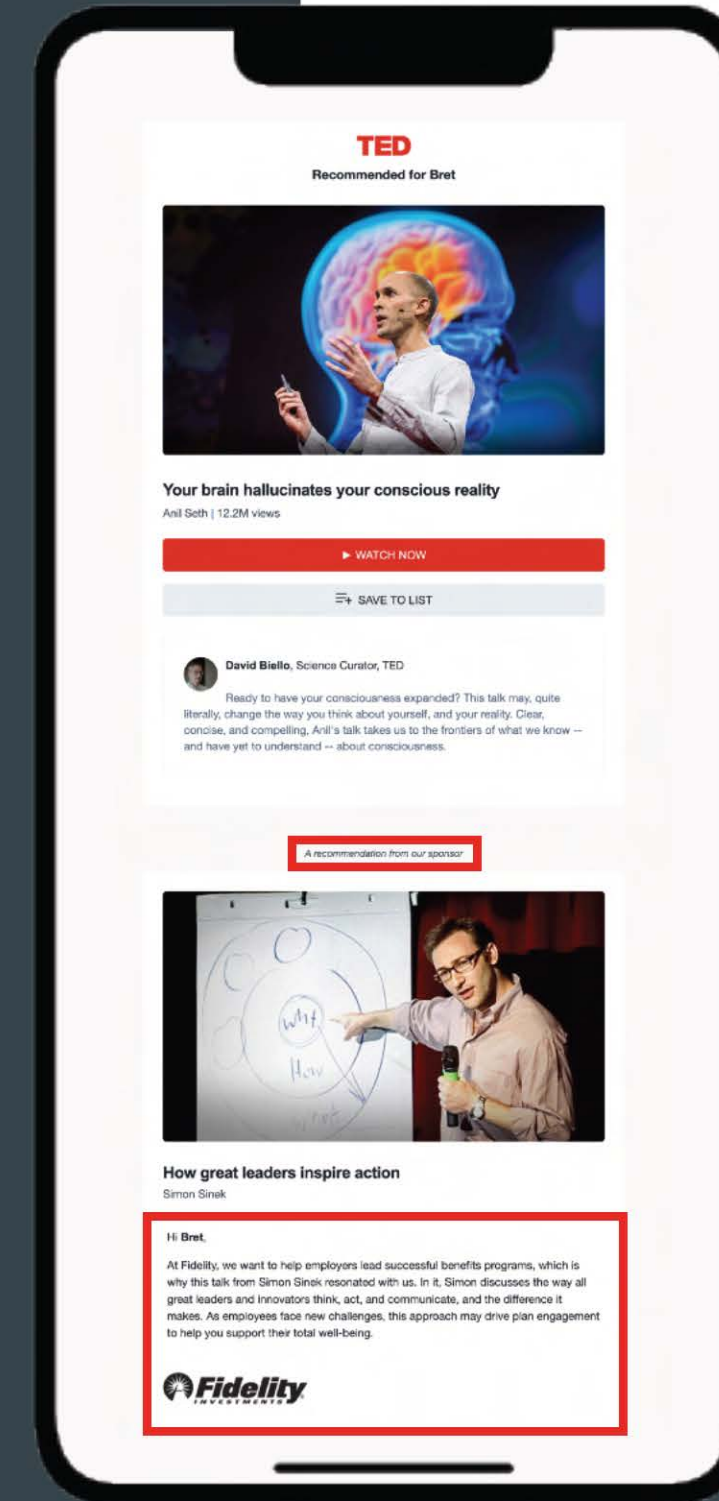 TED
Recommended for Bret
Your brain hallucinates your conscious reality
Anil Seth | 12.2M views
► WATCH NOW
SAVE TO LIST
David Biello, Science Curator, TED
Ready to have your consciousness expanded? This talk may, quite
literally, change the way you think about yourself, and your reality. Clear,
concise, and compelling, Anil's talk takes us to the frontiers of what we know --
and have yet to understand -- about consciousness.
A recommendation from our sponsor
Why
How
How great leaders inspire action
Simon Sinek
Hi Bret,
At Fidelity, we want to help employers lead successful benefits programs, which is
why this talk from Simon Sinek resonated with us. In it, Simon discusses the way all
great leaders and innovators think, act, and communicate, and the difference it
makes. As employees face new challenges, this approach may drive plan engagement
to help you support their total well-being.
Fidelity
INVESTMENTS